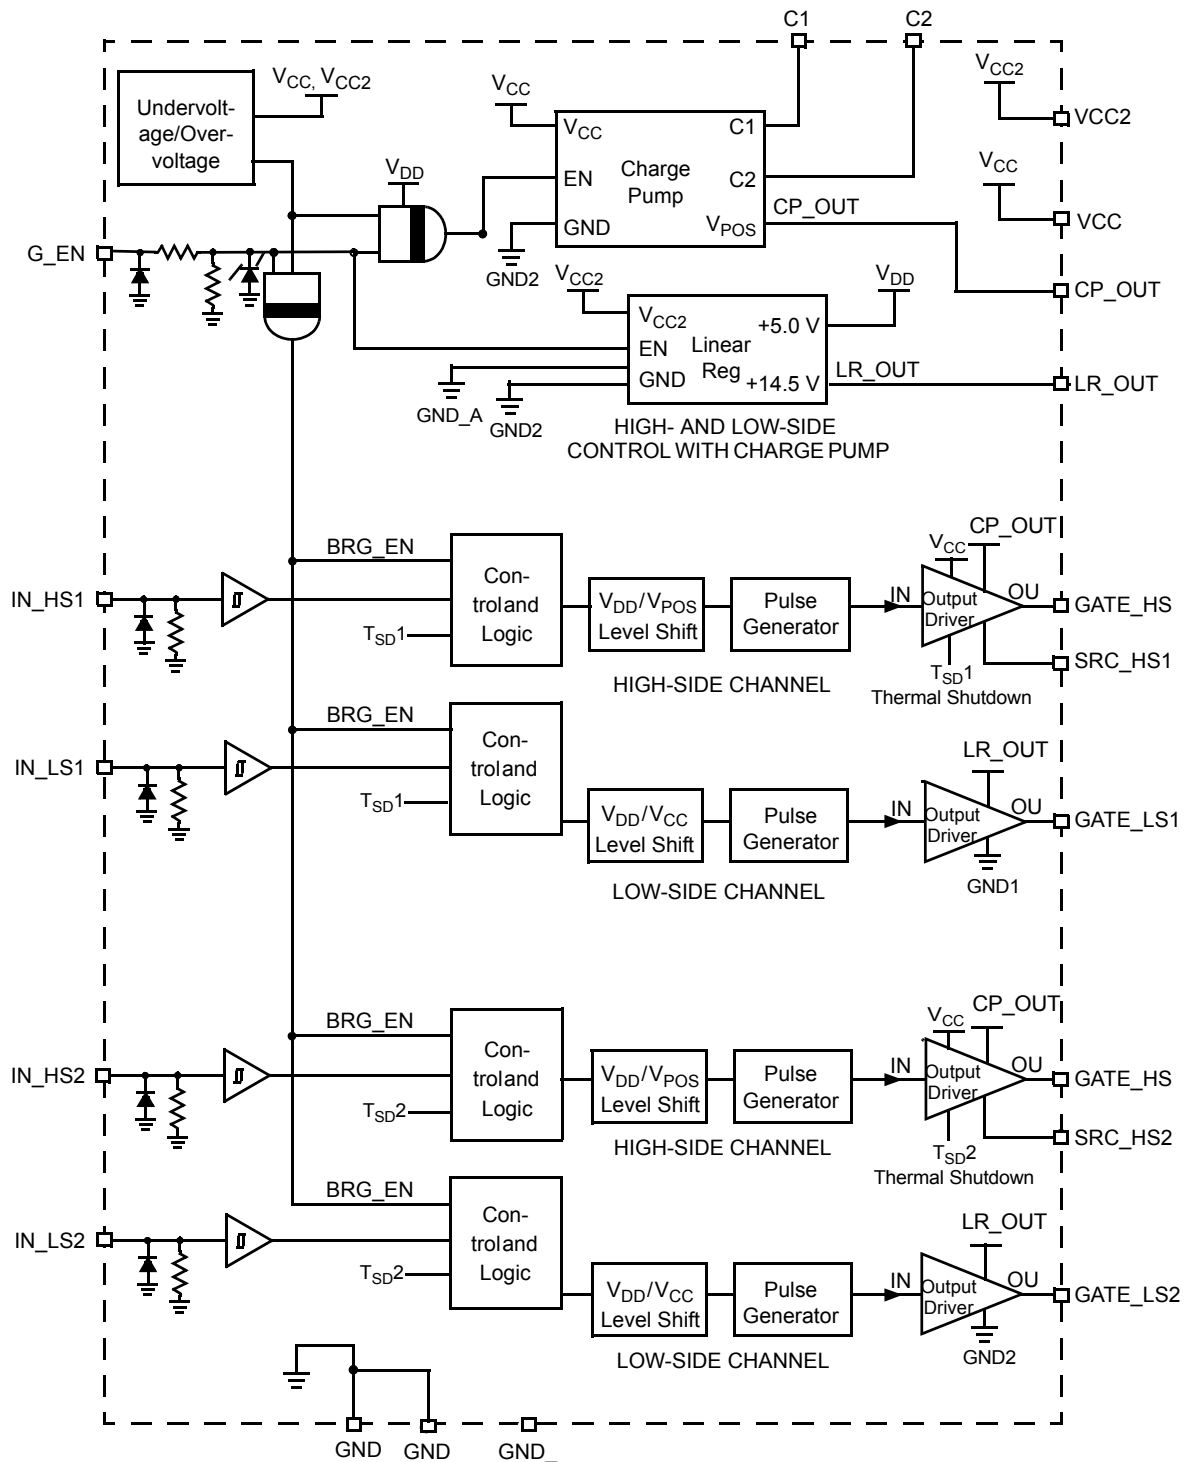 C1
C2
VCC, VCC2
Undervolt-
age/Over-
voltage
VCC
VCC
C1
EN
Charge
Pump
C2
GND
VPOS
CP_OUT
GND2
VDD
G_EN
VCC2
VCC2
VCC
VCC
CP_OUT
VCC2
VDD
VCC2
+5.0 V
EN
Linear
Reg
GND
+14.5 V
LR_OUT
LR_OUT
GND_A
GND2
HIGH- AND LOW-SIDE
CONTROL WITH CHARGE PUMP
IN_HS1
BRG_EN
TSD1
Con-
troland
Logic
VDD/VPOS
Level Shift
Pulse
Generator
IN
VCC
CP_OUT
Output
Driver
OU
GATE_HS
SRC_HS1
TSD1
Thermal Shutdown
HIGH-SIDE CHANNEL
IN_LS1
BRG_EN
TSD1
Con-
troland
Logic
VDD/VCC
Level Shift
Pulse
Generator
IN
LR_OUT
Output
Driver
OU
GATE_LS1
GND1
LOW-SIDE CHANNEL
IN_HS2
BRG_EN
TSD2
Con-
troland
Logic
VDD/VPOS
Level Shift
Pulse
Generator
IN
VCC
CP_OUT
Output
Driver
OU
GATE_HS
SRC_HS2
TSD2
Thermal Shutdown
HIGH-SIDE CHANNEL
IN_LS2
BRG_EN
TSD2
Con-
troland
Logic
VDD/VCC
Level Shift
Pulse
Generator
IN
LR_OUT
Output
Driver
OU
GATE_LS2
GND2
LOW-SIDE CHANNEL
GND
GND
GND_